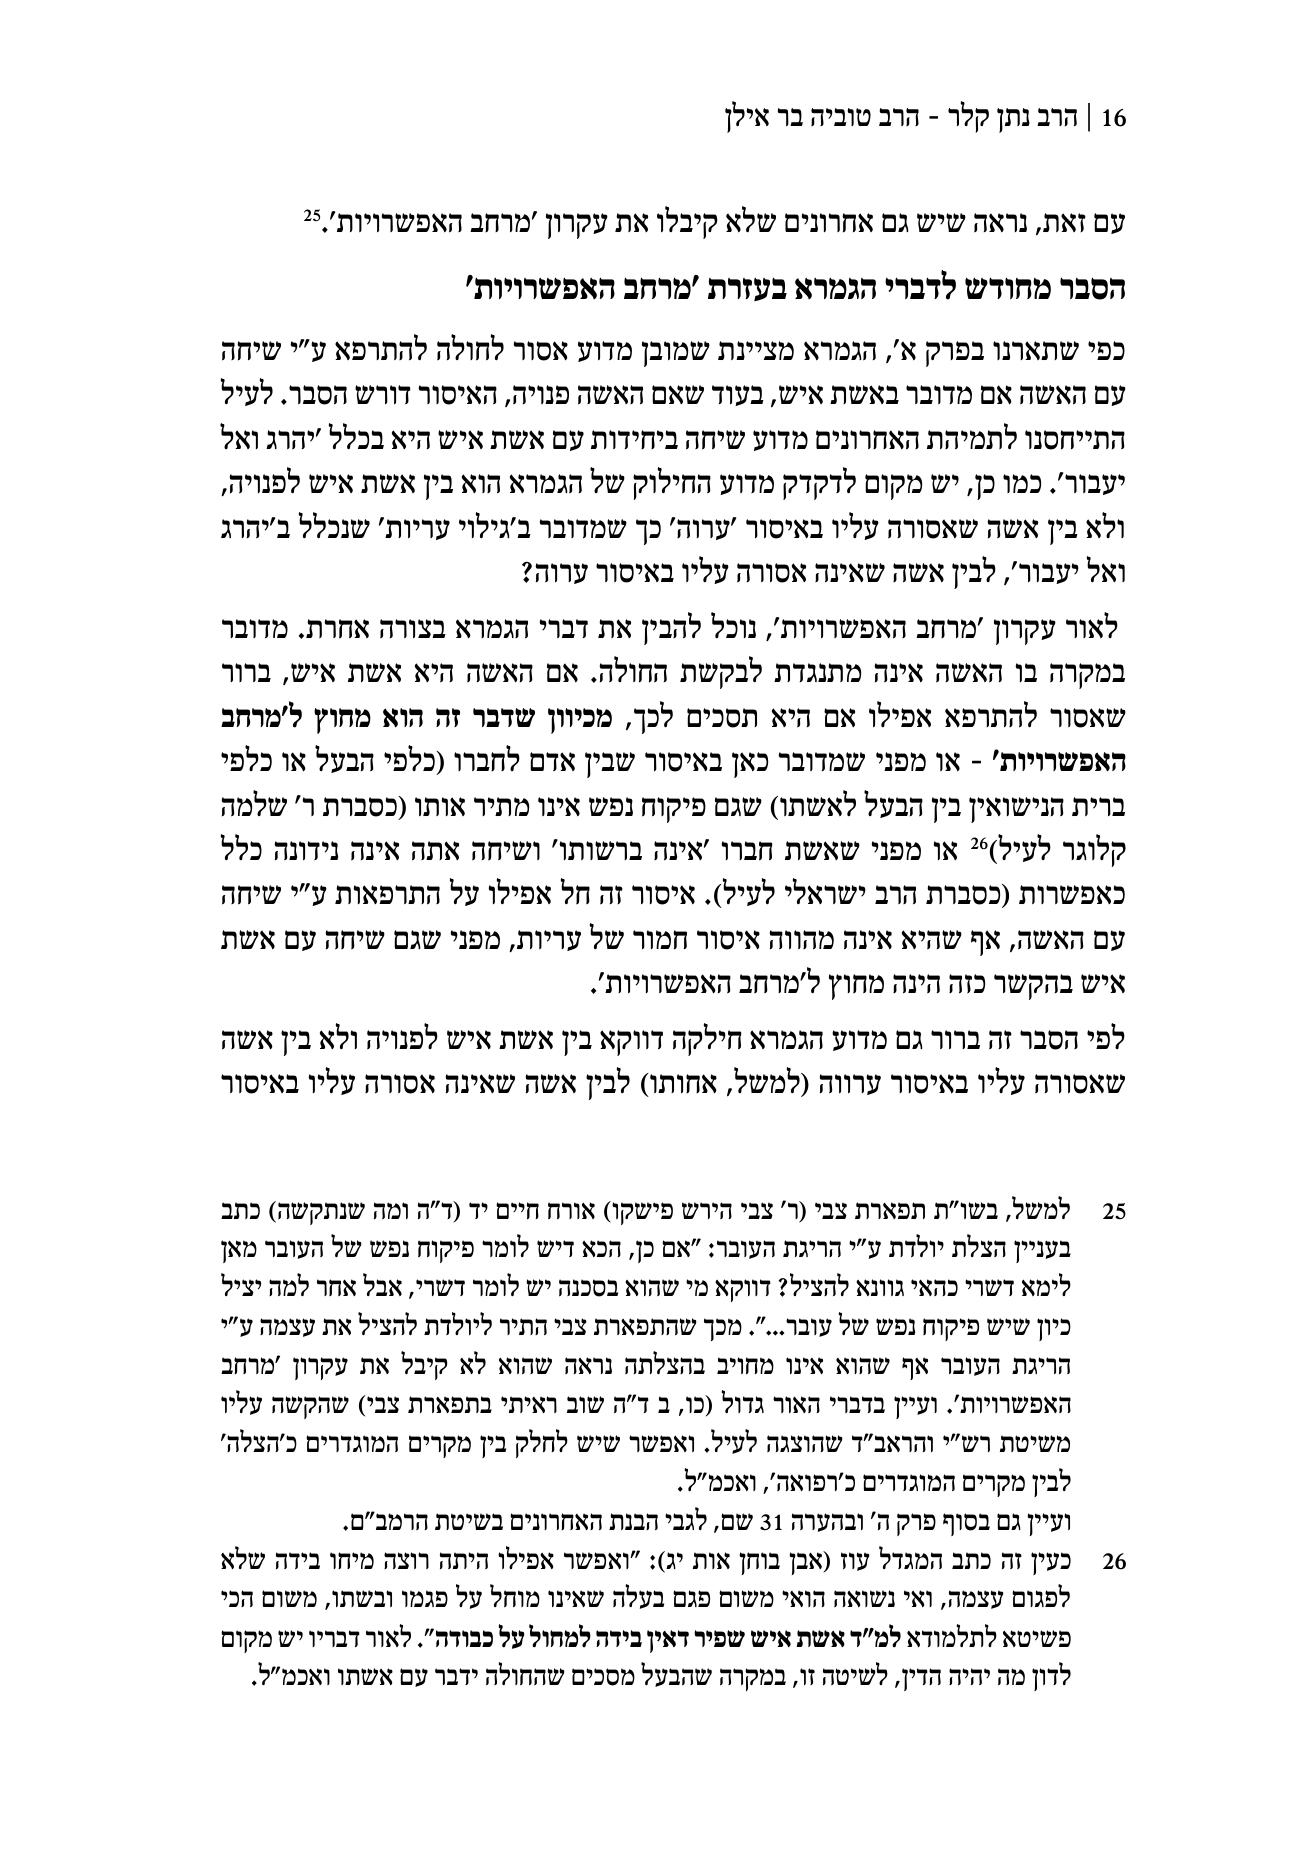 16 | הרב נתן קלר - הרב טוביה בר אילן
עם זאת, נראה שיש גם אחרונים שלא קיבלו את עקרון 'מרחב האפשרויות'.25
הסבר מחודש לדברי הגמרא בעזרת 'מרחב האפשרויות'
כפי שתארנו בפרק א', הגמרא מציינת שמובן מדוע אסור לחולה להתרפא ע"י שיחה
עם האשה אם מדובר באשת איש, בעוד שאם האשה פנויה, האיסור דורש הסבר. לעיל
התייחסנו לתמיהת האחרונים מדוע שיחה ביחידות עם אשת איש היא בכלל 'יהרג ואל
יעבור'. כמו כן, יש מקום לדקדק מדוע החילוק של הגמרא הוא בין אשת איש לפנויה,
ולא בין אשה שאסורה עליו באיסור 'ערוה' כך שמדובר ב'גילוי עריות' שנכלל ב'יהרג
ואל יעבור', לבין אשה שאינה אסורה עליו באיסור ערוה?
לאור עקרון 'מרחב האפשרויות', נוכל להבין את דברי הגמרא בצורה אחרת. מדובר
במקרה בו האשה אינה מתנגדת לבקשת החולה. אם האשה היא אשת איש, ברור
שאסור להתרפא אפילו אם היא תסכים לכך, מכיוון שדבר זה הוא מחוץ ל'מרחב
האפשרויות' - או מפני שמדובר כאן באיסור שבין אדם לחברו (כלפי הבעל או כלפי
ברית הנישואין בין הבעל לאשתו) שגם פיקוח נפש אינו מתיר אותו (כסברת ר' שלמה
קלוגר לעיל)26 או מפני שאשת חברו 'אינה ברשותו' ושיחה אתה אינה נידונה כלל
כאפשרות (כסברת הרב ישראלי לעיל). איסור זה חל אפילו על התרפאות ע"י שיחה
עם האשה, אף שהיא אינה מהווה איסור חמור של עריות, מפני שגם שיחה עם אשת
איש בהקשר כזה הינה מחוץ ל'מרחב האפשרויות'.
לפי הסבר זה ברור גם מדוע הגמרא חילקה דווקא בין אשת איש לפנויה ולא בין אשה
שאסורה עליו באיסור ערווה (למשל, אחותו) לבין אשה שאינה אסורה עליו באיסור
25 למשל, בשו"ת תפארת צבי (ר' צבי הירש פישקו) אורח חיים יד (ד"ה ומה שנתקשה) כתב
בעניין הצלת יולדת ע"י הריגת העובר: "אם כן, הכא דיש לומר פיקוח נפש של העובר מאן
לימא דשרי כהאי גוונא להציל? דווקא מי שהוא בסכנה יש לומר דשרי, אבל אחר למה יציל
כיון שיש פיקוח נפש של עובר...". מכך שהתפארת צבי התיר ליולדת להציל את עצמה ע"י
הריגת העובר אף שהוא אינו מחויב בהצלתה נראה שהוא לא קיבל את עקרון 'מרחב
האפשרויות'. ועיין בדברי האור גדול (כו, ב ד"ה שוב ראיתי בתפארת צבי) שהקשה עליו
משיטת רש"י והראב"ד שהוצגה לעיל. ואפשר שיש לחלק בין מקרים המוגדרים כ'הצלה'
לבין מקרים המוגדרים כ'רפואה', ואכמ"ל.
ועיין גם בסוף פרק ה' ובהערה 31 שם, לגבי הבנת האחרונים בשיטת הרמב"ם.
26 כעין זה כתב המגדל עוז (אבן בוחן אות יג): "ואפשר אפילו היתה רוצה מיחו בידה שלא
לפגום עצמה, ואי נשואה הואי משום פגם בעלה שאינו מוחל על פגמו ובשתו, משום הכי
פשיטא לתלמודא למ"ד אשת איש שפיר דאין בידה למחול על כבודה". לאור דבריו יש מקום
לדון מה יהיה הדין, לשיטה זו, במקרה שהבעל מסכים שהחולה ידבר עם אשתו ואכמ"ל.